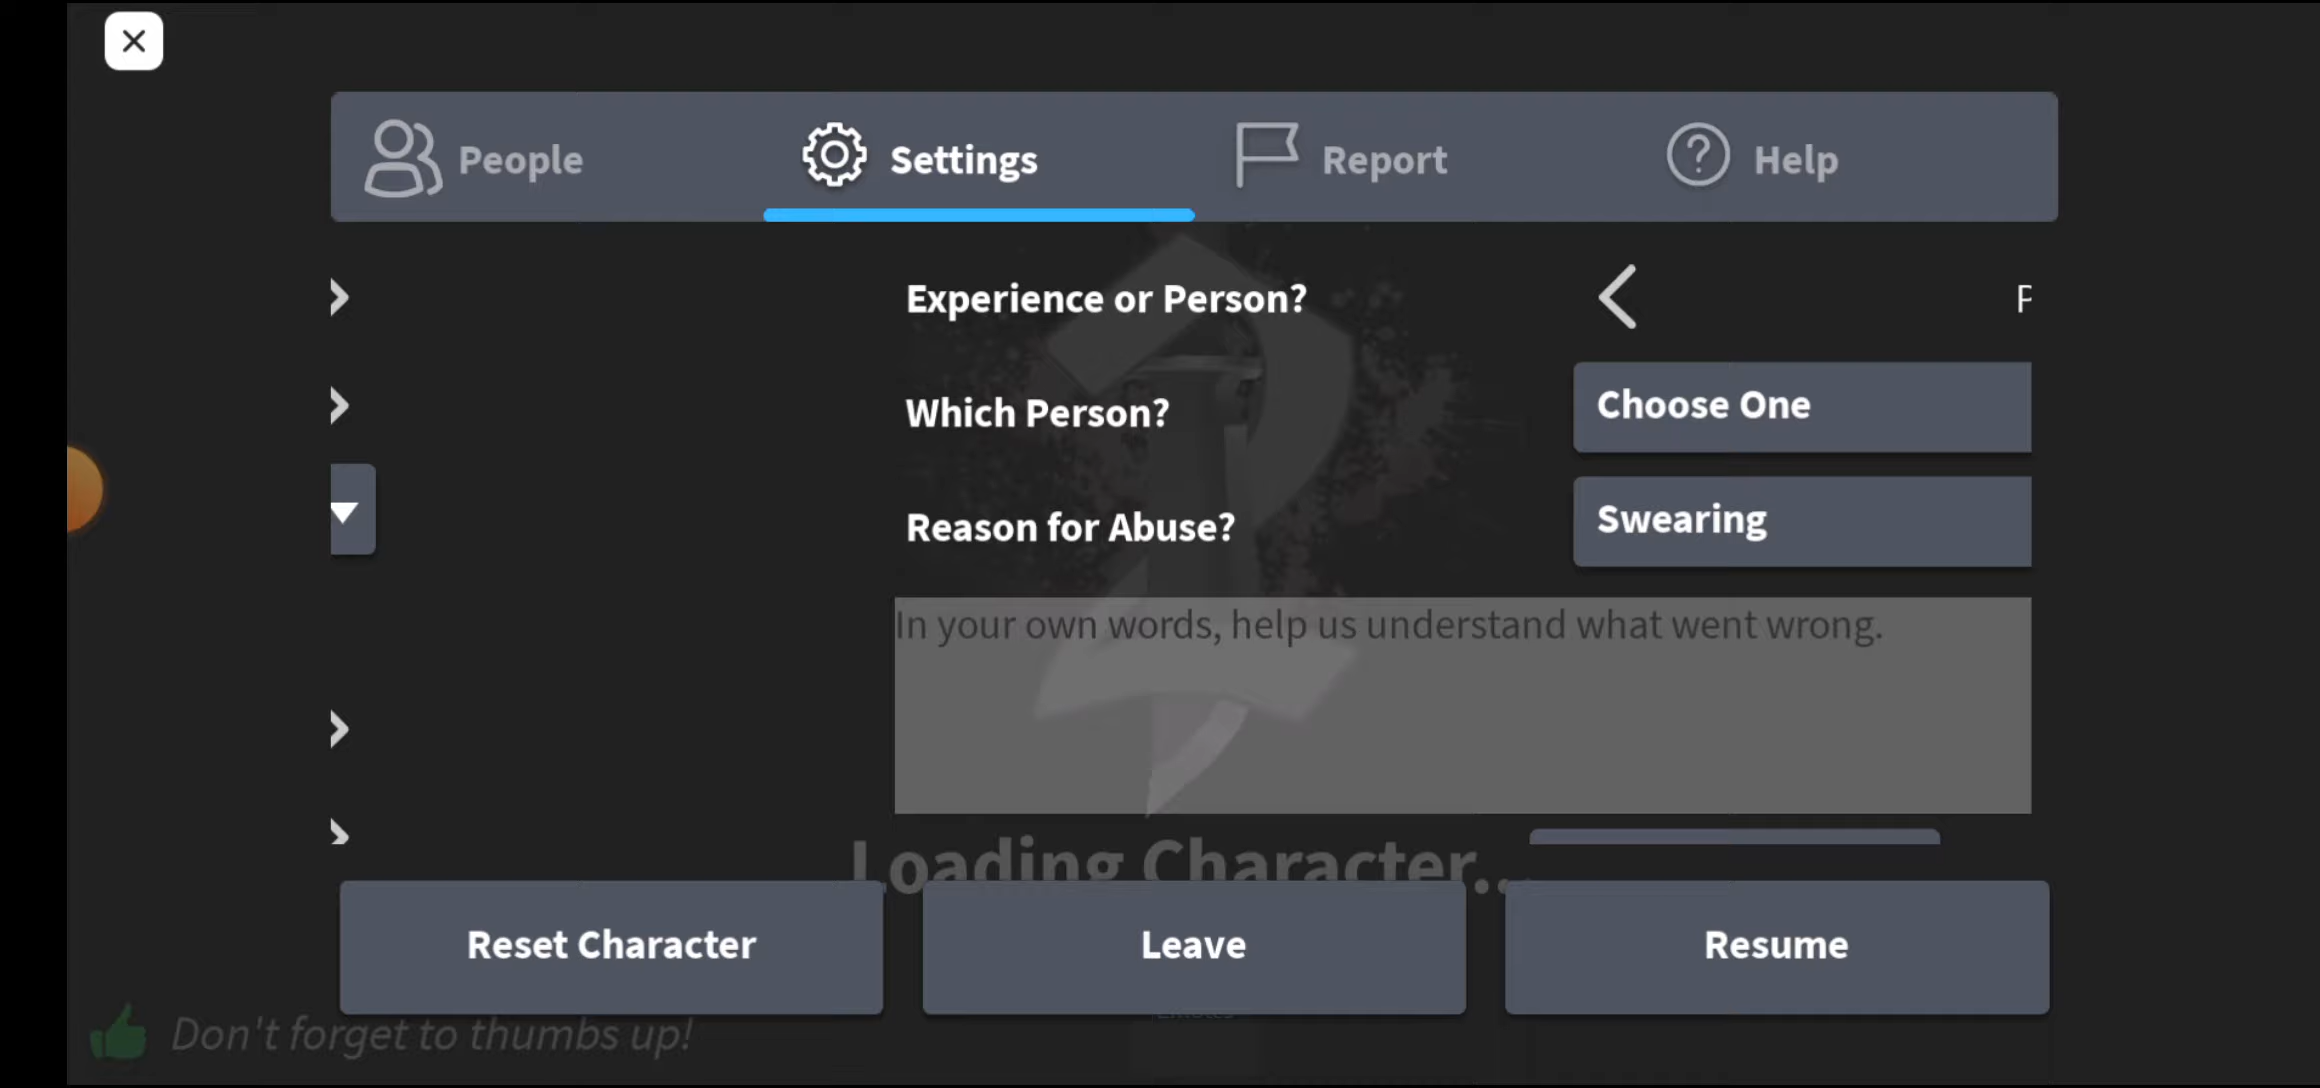 People
Settings
Report
Help
Experience or Person?
Which Person?
Choose One
Reason for Abuse?
Swearing
In your own words, help us understand what went wrong.
Loading Character..
Reset Character
Leave
Resume
Don't forget to thumbs up!